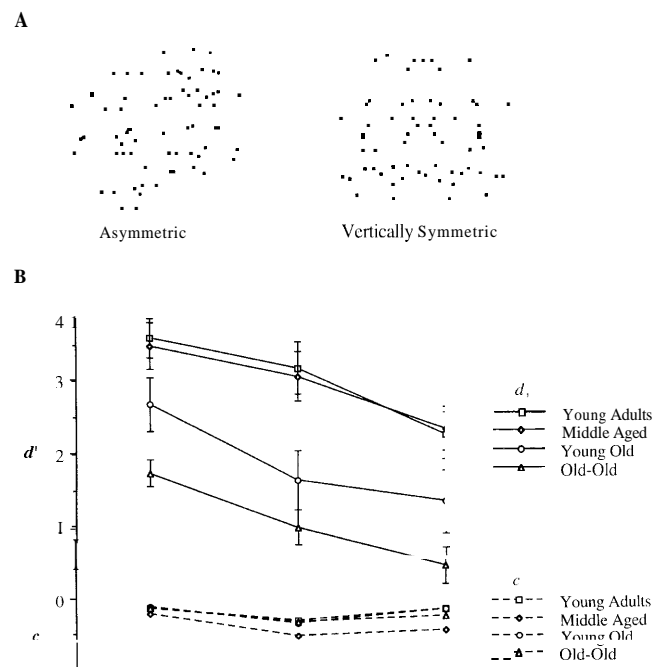 A
Asymmetric
Vertically Symmetric
B
4
3
d'
2
1
0
c
d,
Young Adults
Middle Aged
Young Old
Old-Old
c
Young Adults
Middle Aged
Young Old
Old-Old